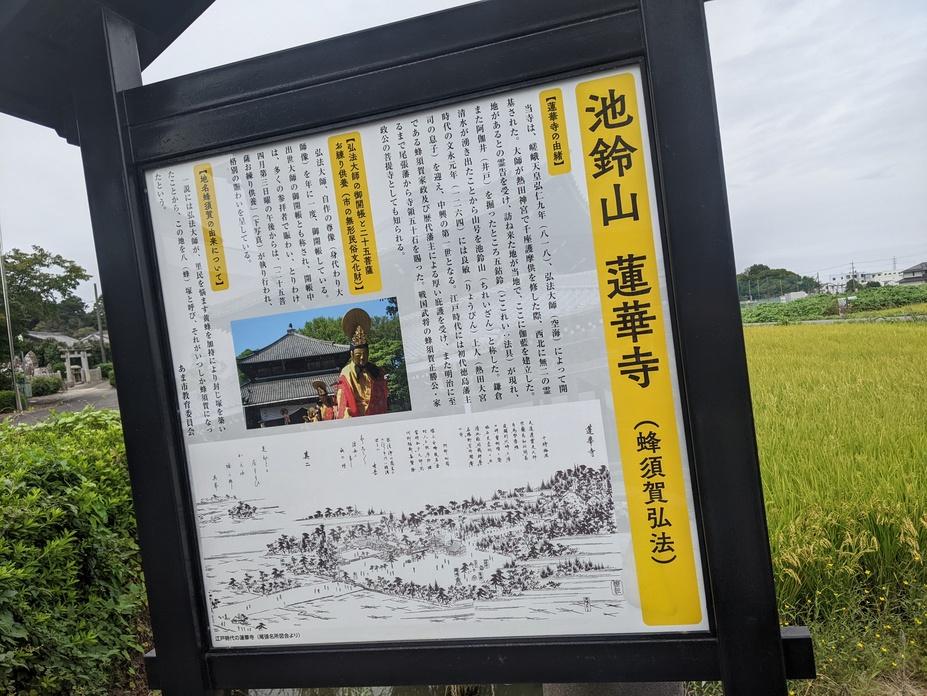 池鈴山 蓮華寺(蜂須賀弘法)
【蓮華寺の由緒】
当寺は、嵯峨天皇弘仁九年(八一八)、弘法大師(空海)によって開
基された。大師が熱田神宮で千座護摩供を修した際、西北に無二の霊
地があるとの霊告を受け、訪ね来た地が当地で、ここに伽藍を建立した。
また阿伽井(井戸)を掘ったところ五鈷鈴(ごこれい・法具)が現れ、
清水が湧き出たことから山号を池鈴山(ちれいざん)と称した。鎌倉
時代の文永元年(一二六四)には良敏(りょうびん)上人(熱田大宮
司の息子)を迎え、中興の第一世となる。江戸時代には初代徳島藩主
である蜂須賀家政及び歴代藩主による厚い庇護を受け、また明治に至
るまで尾張藩から寺領五十石を賜った。戦国武将の蜂須賀正勝公・家
政公の菩提寺としても知られる。
【弘法大師の御開帳と二十五菩薩
お練り供養(市の無形民俗文化財)】
弘法大師、自作の尊像(身代わり大
師像)を年に一度、御開帳している。
出世大師の御開帳とも称され、開帳中
は、多くの参拝者で賑わい、とりわけ
四月第三日曜の午後からは、「二十五菩
薩お練り供養」(下写真)が執り行われ、
格別の賑わいを呈している。
【地名蜂須賀の由来について】
一説には弘法大師が、里民を悩ます黄蜂を加持により封じ塚を築い
たことから、この地を八(蜂)塚と呼び、それがいつしか蜂須賀になっ
たという。
あま市教育委員会
蓮華寺
其二
江戸時代の蓮華寺(尾張名所図会より)